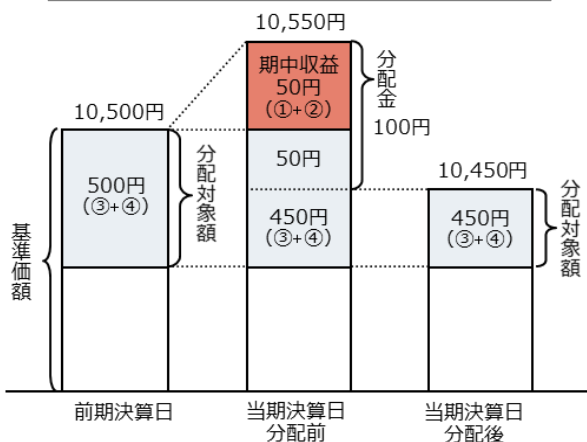 10,550円
期中収益
50円
(①+②)
分配金
100円
10,500円
500円
(③+④)
分配対象額
50円
450円
(③+④)
10,450円
450円
(③+④)
分配対象額
基準価額
前期決算日
当期決算日
分配前
当期決算日
分配後